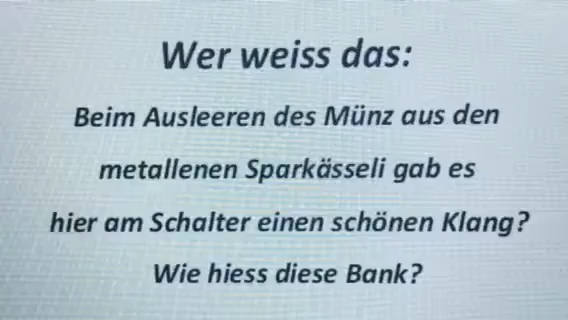 Wer weiss das:
Beim Ausleeren des Münz aus den
metallenen Sparkässeli gab es
hier am Schalter einen schönen Klang?
Wie hiess diese Bank?